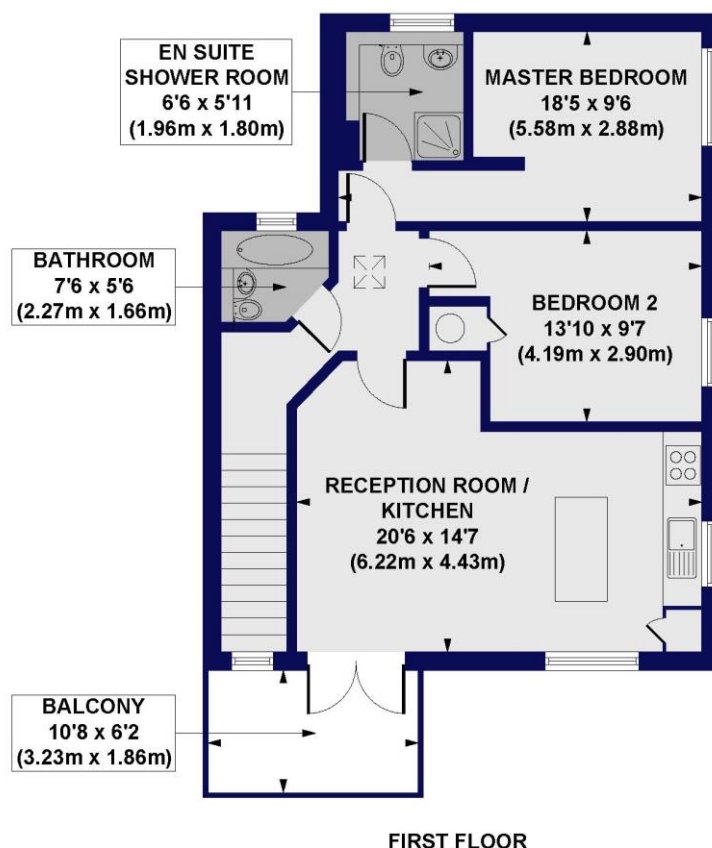 EN SUITE
SHOWER ROOM
6'6 x 5'11
(1.96m x 1.80m)
MASTER BEDROOM
18'5 x 9'6
(5.58m x 2.88m)
BATHROOM
7'6 x 5'6
(2.27m x 1.66m)
BEDROOM 2
13'10 x 9'7
(4.19m x 2.90m)
RECEPTION ROOM /
KITCHEN
20'6 x 14'7
(6.22m x 4.43m)
BALCONY
10'8 x 6'2
(3.23m x 1.86m)
FIRST FLOOR